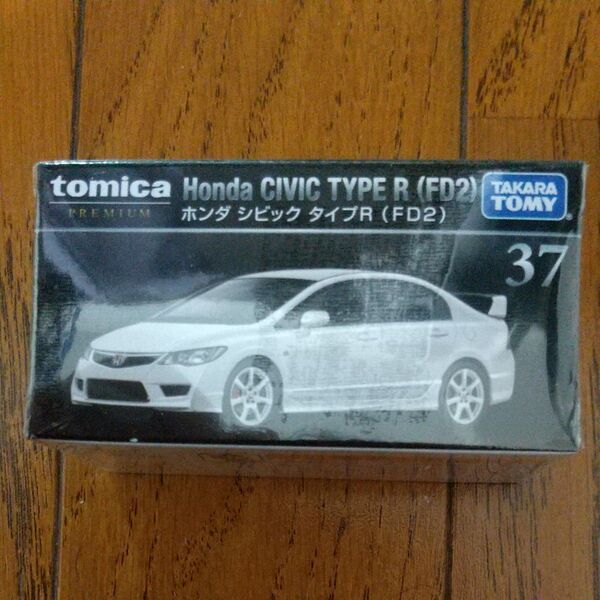 tomica Honda CIVIC TYPE R (FD2) TAKARA TOMY
PREMIUM ホンダ シビック タイプR (FD2)
37